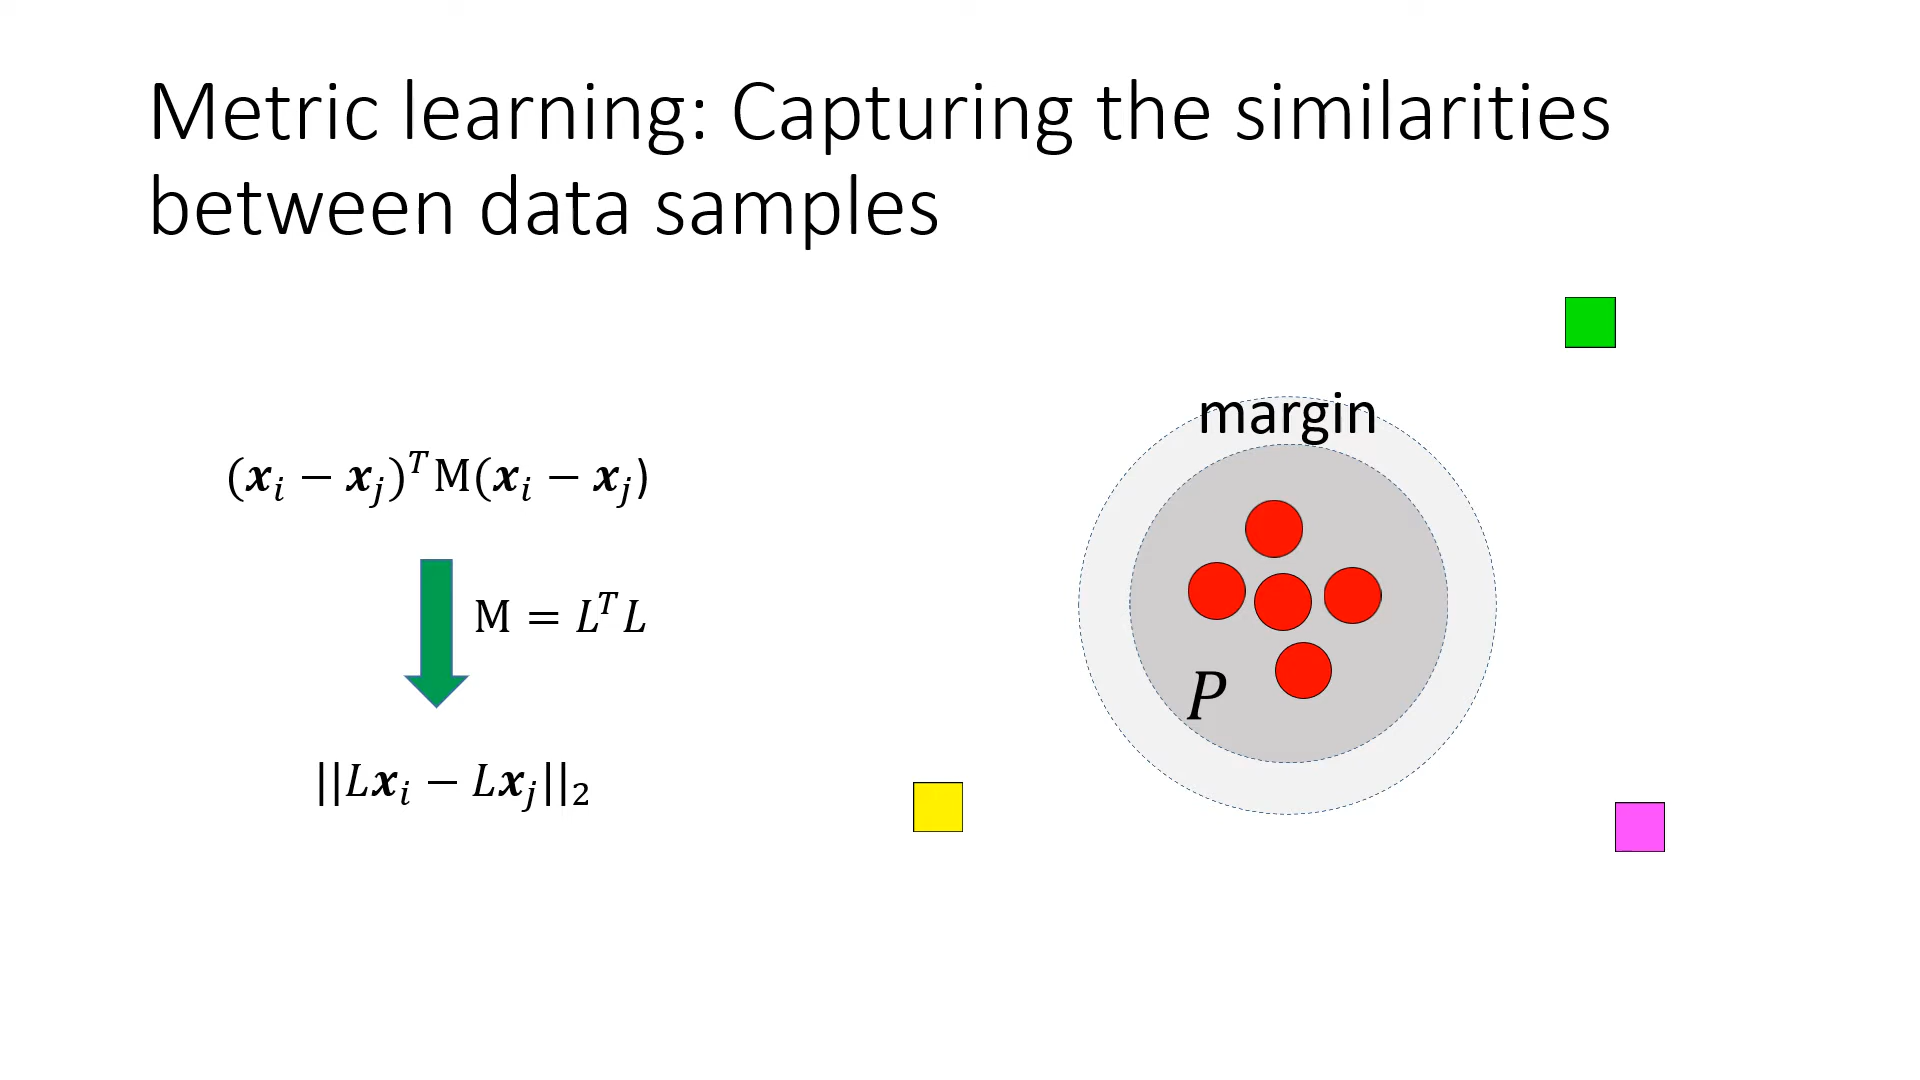 Metric learning: Capturing the similarities
between data samples
margin
(𝒙ᵢ − 𝒙ⱼ)ᵀM(𝒙ᵢ − 𝒙ⱼ)
M = 𝐿ᵀ𝐿
𝑃
||𝐿𝒙ᵢ − 𝐿𝒙ⱼ||₂